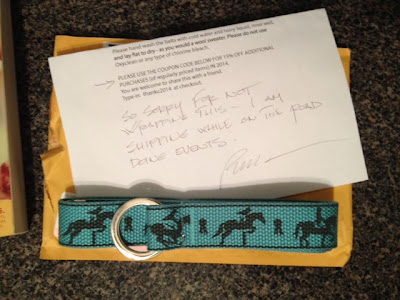 Please hand wash the belts with cold water and Ivory liquid, rinse well,
and lay flat to dry - as you would a wool sweater. Please do not use
Oxyclean or any type of chlorine bleach.
PLEASE USE THE COUPON CODE BELOW FOR 15% OFF ADDITIONAL
PURCHASES (of regularly priced items) IN 2014.
You are welcome to share this with a friend.
Type in: thanku2014 at checkout.
SO SORRY FOR NOT
WRAPPING THIS - I AM
SHIPPING WHILE ON THE ROAD
DOING EVENTS.